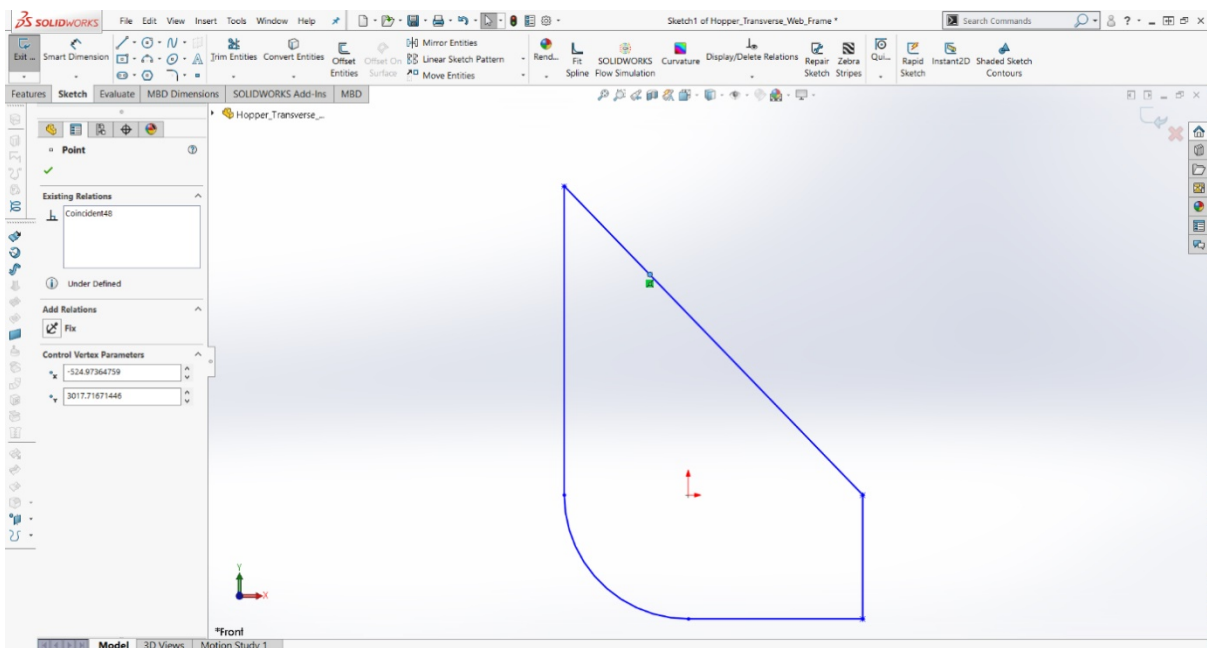 SOLIDWORKS File Edit View Insert Tools Window Help Sketch1 of Hopper_Transverse_Web_Frame * Search Commands ?
Exit ... Smart Dimension Trim Entities Convert Entities Offset Entities Offset On Surface Mirror Entities Linear Sketch Pattern Move Entities Rend... Fit Spline SOLIDWORKS Flow Simulation Curvature Display/Delete Relations Repair Sketch Zebra Stripes Qui... Rapid Sketch Instant2D Shaded Sketch Contours
Features Sketch Evaluate MBD Dimensions SOLIDWORKS Add-Ins MBD
Hopper_Transverse_...
Point
Existing Relations
Coincident48
Under Defined
Add Relations
Fix
Control Vertex Parameters
X -524.97364759
Y 3017.71671446
Y
X
*Front
Model 3D Views Motion Study 1